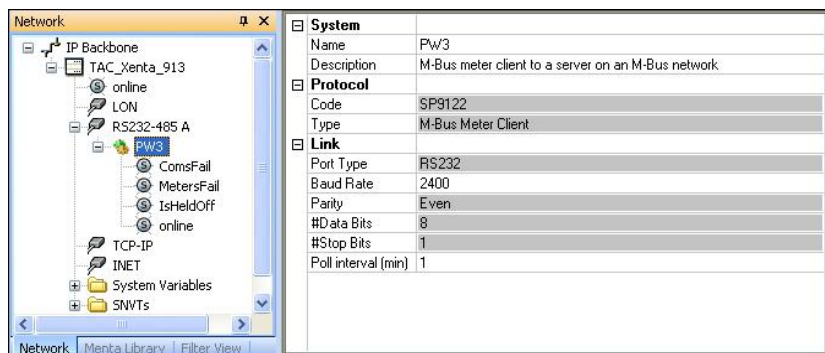 Network
IP Backbone
TAC_Xenta_913
S online
LON
RS232-485 A
PW3
S ComsFail
S MetersFail
S IsHeldOff
S online
TCP-IP
INET
System Variables
SNVTs
Network Menta Library Filter View
System
Name PW3
Description M-Bus meter client to a server on an M-Bus network
Protocol
Code SP9122
Type M-Bus Meter Client
Link
Port Type RS232
Baud Rate 2400
Parity Even
#Data Bits 8
#Stop Bits 1
Poll interval (min) 1